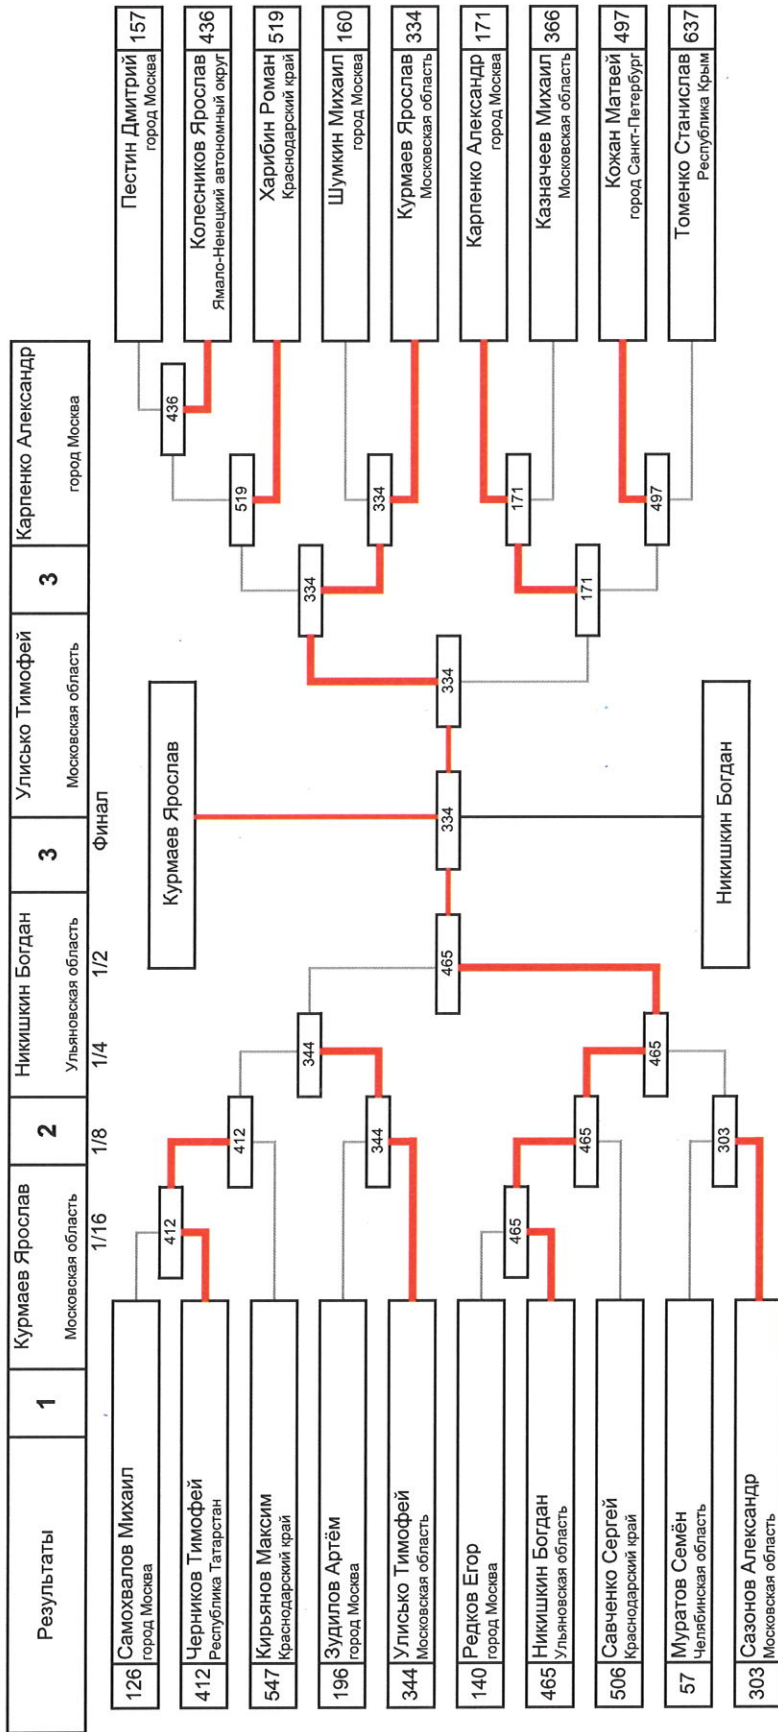 Результаты
1
Курмаев Ярослав
Московская область
2
Никишкин Богдан
Ульяновская область
3
Улисько Тимофей
Московская область
3
Карпенко Александр
город Москва
1/16
1/8
1/4
1/2
Финал
126
Самохвалов Михаил
город Москва
412
Черников Тимофей
Республика Татарстан
547
Кирьянов Максим
Краснодарский край
196
Зудилов Артём
город Москва
344
Улисько Тимофей
Московская область
140
Редков Егор
город Москва
465
Никишкин Богдан
Ульяновская область
506
Савченко Сергей
Краснодарский край
57
Муратов Семён
Челябинская область
303
Сазонов Александр
Московская область
412
465
412
344
465
303
344
465
465
Курмаев Ярослав
334
Никишкин Богдан
334
334
171
519
334
171
497
436
Пестин Дмитрий
город Москва
157
Колесников Ярослав
Ямало-Ненецкий автономный округ
436
Харибин Роман
Краснодарский край
519
Шумкин Михаил
город Москва
160
Курмаев Ярослав
Московская область
334
Карпенко Александр
город Москва
171
Казначеев Михаил
Московская область
366
Кожан Матвей
город Санкт-Петербург
497
Томенко Станислав
Республика Крым
637